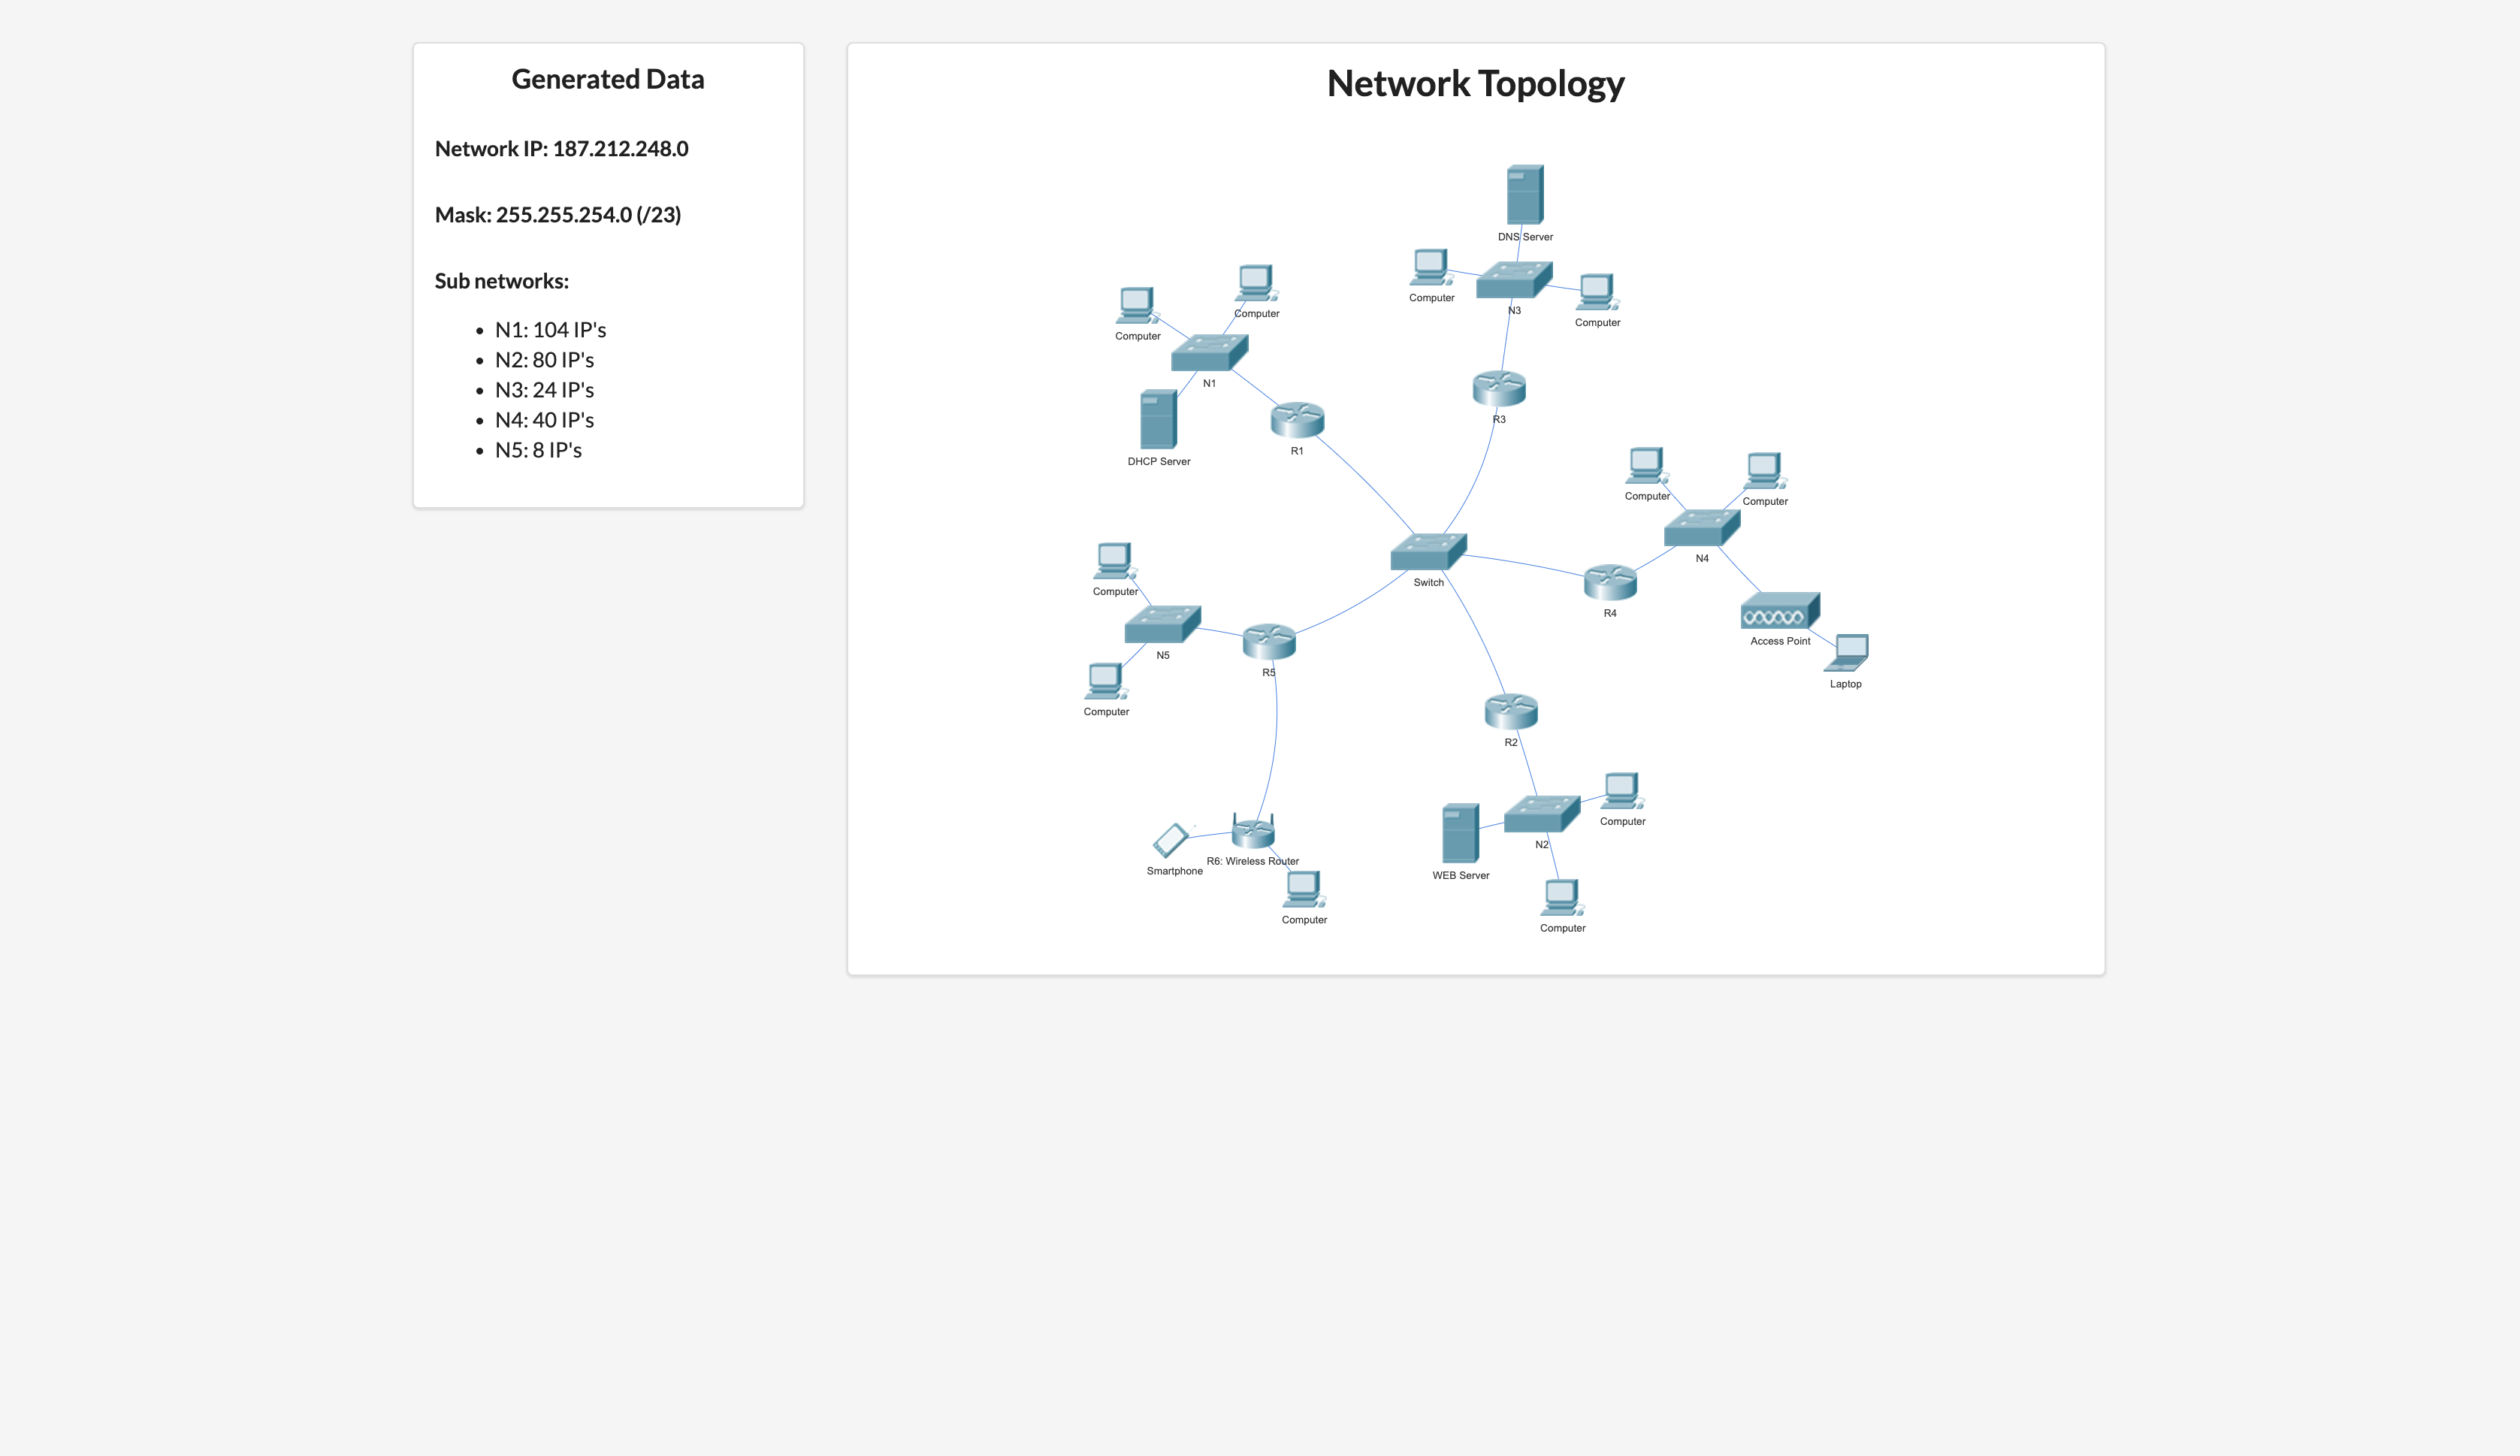 Generated Data
Network IP: 187.212.248.0
Mask: 255.255.254.0 (/23)
Sub networks:
• N1: 104 IP's
• N2: 80 IP's
• N3: 24 IP's
• N4: 40 IP's
• N5: 8 IP's
Network Topology
DNS Server
Computer
N3
Computer
Computer
Computer
N1
DHCP Server
R1
R3
Computer
Computer
N4
Switch
R4
Access Point
Laptop
Computer
N5
R5
Computer
R2
Smartphone
R6: Wireless Router
Computer
Computer
N2
WEB Server
Computer